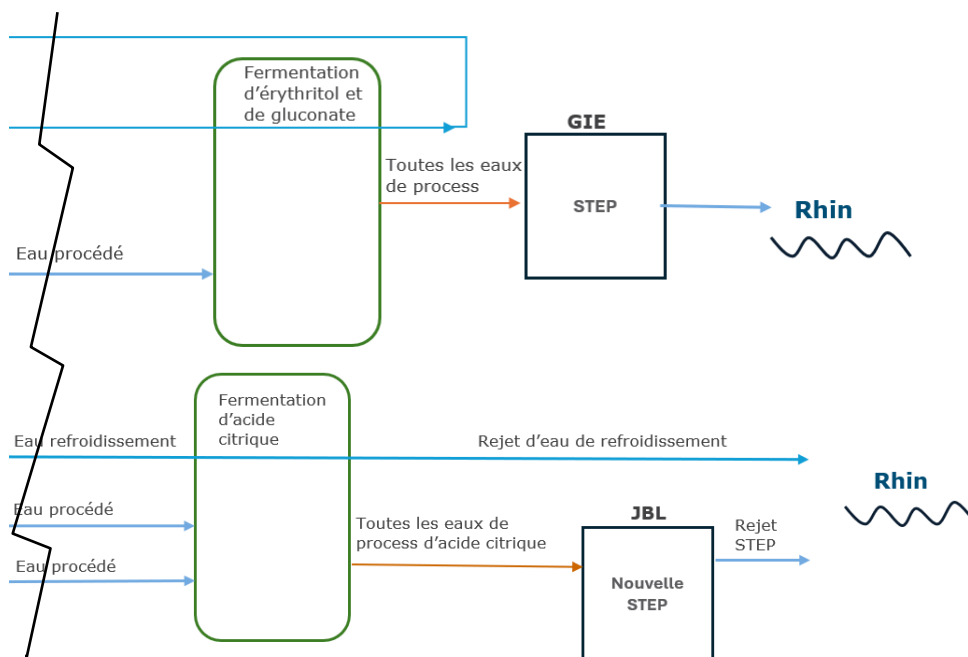 Fermentation
d’érythritol et
de gluconate
GIE
Toutes les eaux
de process
STEP
Rhin
Eau procédé
Fermentation
d’acide
citrique
Eau refroidissement
Rejet d’eau de refroidissement
Rhin
Eau procédé
JBL
Toutes les eaux de
process d’acide citrique
Rejet
STEP
Eau procédé
Nouvelle
STEP